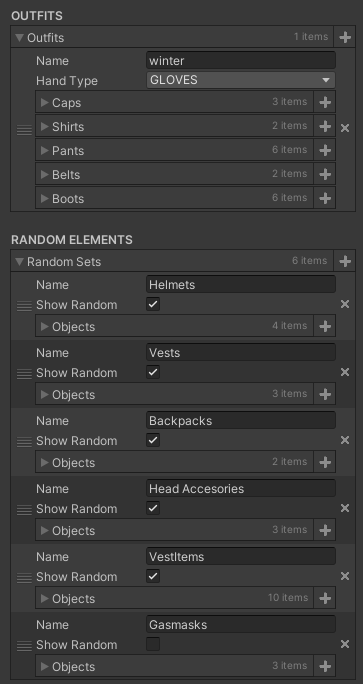 OUTFITS
Outfits 1 items
Name winter
Hand Type GLOVES
Caps 3 items
Shirts 2 items
Pants 6 items
Belts 2 items
Boots 6 items
RANDOM ELEMENTS
Random Sets 6 items
Name Helmets
Show Random
Objects 4 items
Name Vests
Show Random
Objects 3 items
Name Backpacks
Show Random
Objects 2 items
Name Head Accesories
Show Random
Objects 3 items
Name VestItems
Show Random
Objects 10 items
Name Gasmasks
Show Random
Objects 3 items